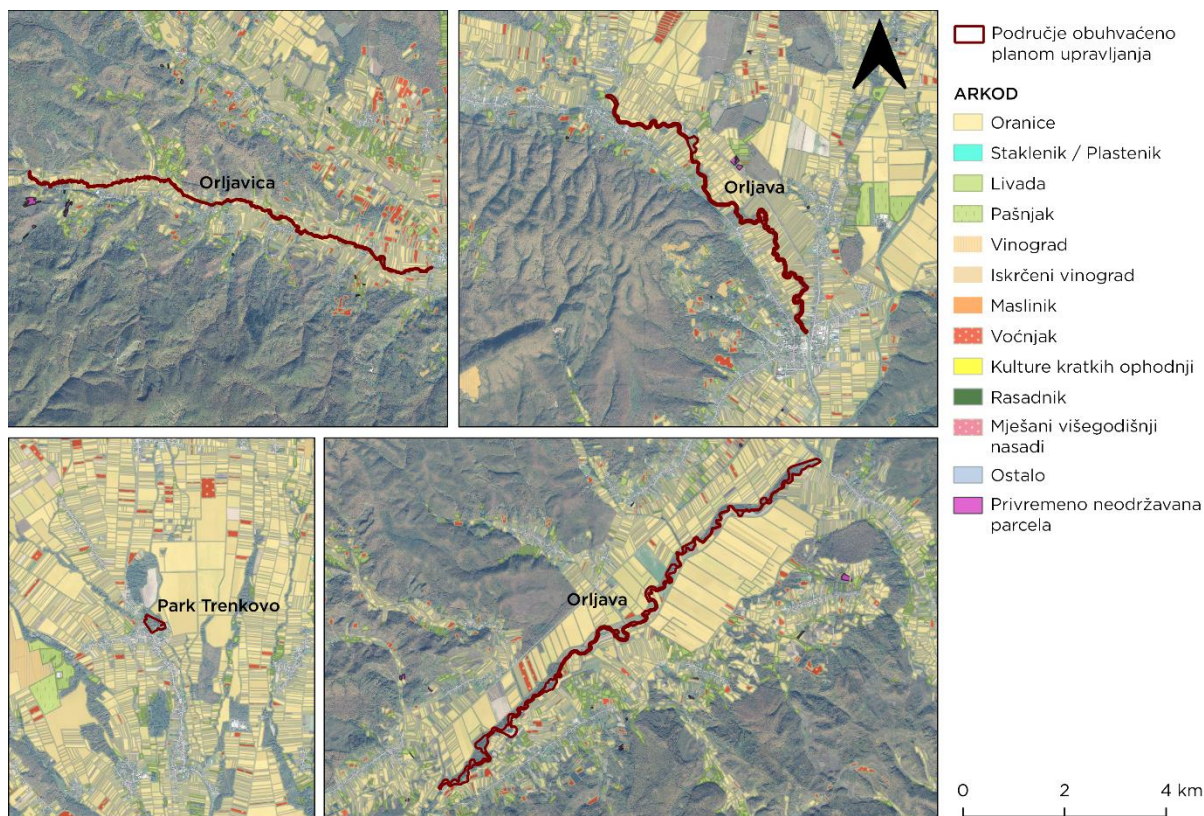 Orljavica
Orljava
Park Trenkovo
Orljava
Područje obuhvaćeno
planom upravljanja
ARKOD
Oranice
Staklenik / Plastenik
Livada
Pašnjak
Vinograd
Iskrčeni vinograd
Maslinik
Voćnjak
Kulture kratkih ophodnji
Rasadnik
Mješani višegodišnji
nasadi
Ostalo
Privremeno neodržavana
parcela
0 2 4 km